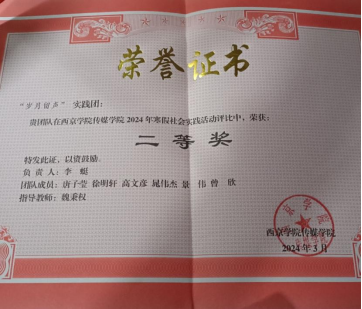 荣誉证书
“岁月留声”实践团：
贵团队在西京学院传媒学院2024年寒假社会实践活动评比中，荣获：
二等奖
特发此证，以资鼓励。
负责人：李 蜓
团队成员：唐子莹 徐明轩 高文彦 晁伟杰 景 伟 曾 欣
指导教师：魏秉权
西京学院传媒学院
2024年3月